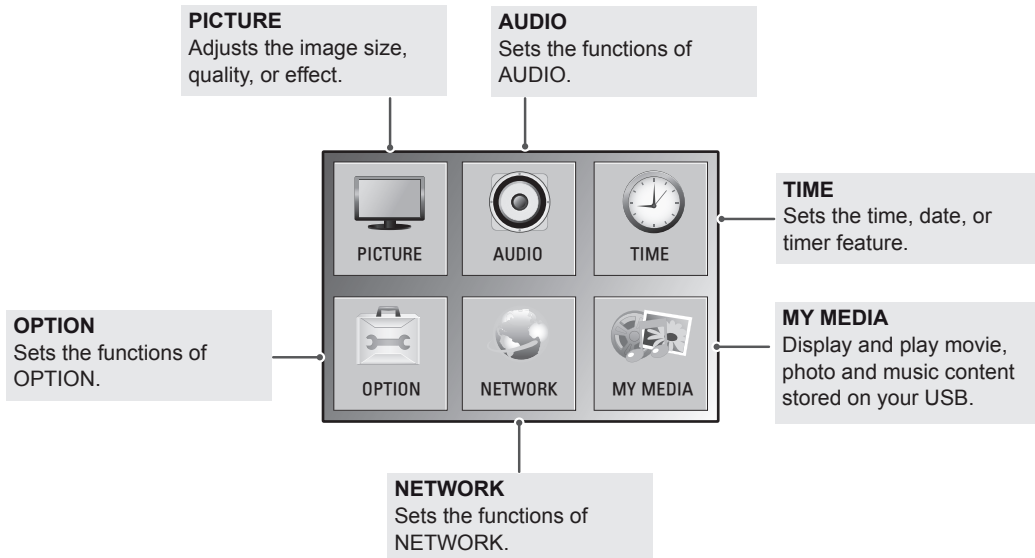 PICTURE
Adjusts the image size,
quality, or effect.
AUDIO
Sets the functions of
AUDIO.
PICTURE
AUDIO
TIME
TIME
Sets the time, date, or
timer feature.
OPTION
Sets the functions of
OPTION.
OPTION
NETWORK
MY MEDIA
MY MEDIA
Display and play movie,
photo and music content
stored on your USB.
NETWORK
Sets the functions of
NETWORK.